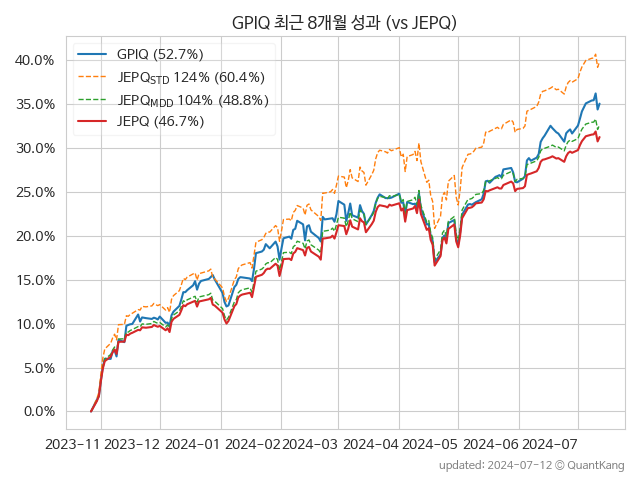 GPIQ 최근 8개월 성과 (vs JEPQ)
GPIQ (52.7%)
JEPQSTD 124% (60.4%)
JEPQMDD 104% (48.8%)
JEPQ (46.7%)
40.0%
35.0%
30.0%
25.0%
20.0%
15.0%
10.0%
5.0%
0.0%
2023-11 2023-12 2024-01 2024-02 2024-03 2024-04 2024-05 2024-06 2024-07
updated: 2024-07-12 © QuantKang